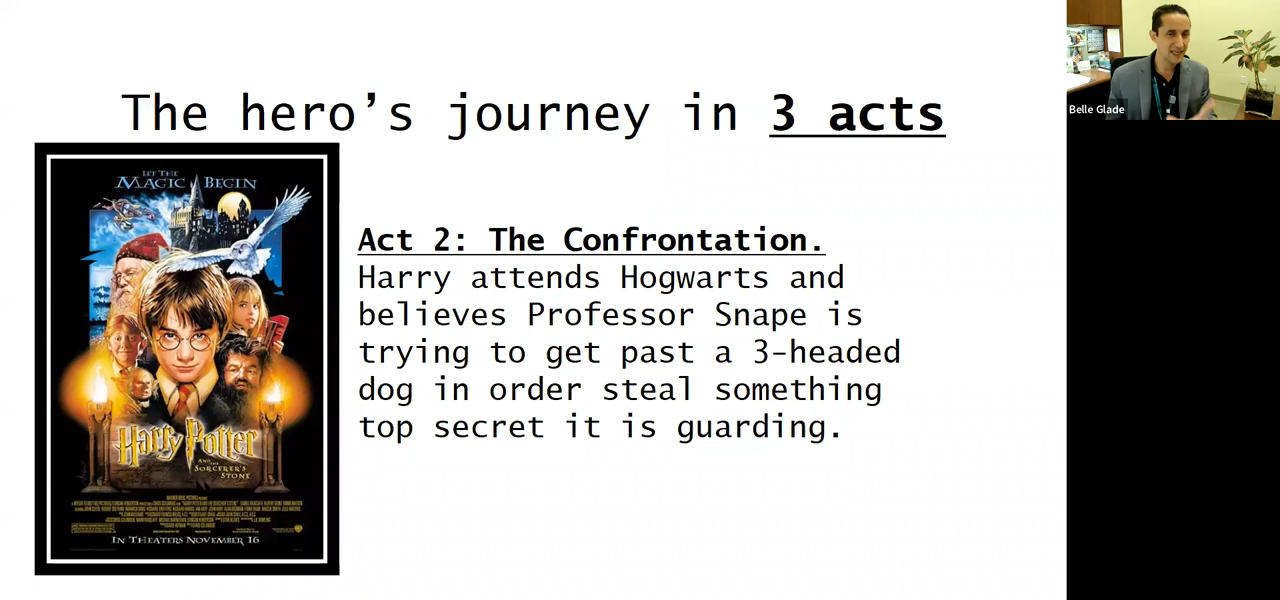 The hero’s journey in 3 acts
LET THE
MAGIC BEGIN
Act 2: The Confrontation.
Harry attends Hogwarts and
believes Professor Snape is
trying to get past a 3-headed
dog in order steal something
top secret it is guarding.
Harry Potter
AND THE
SORCERER'S
STONE
IN THEATERS NOVEMBER 16
Belle Glade